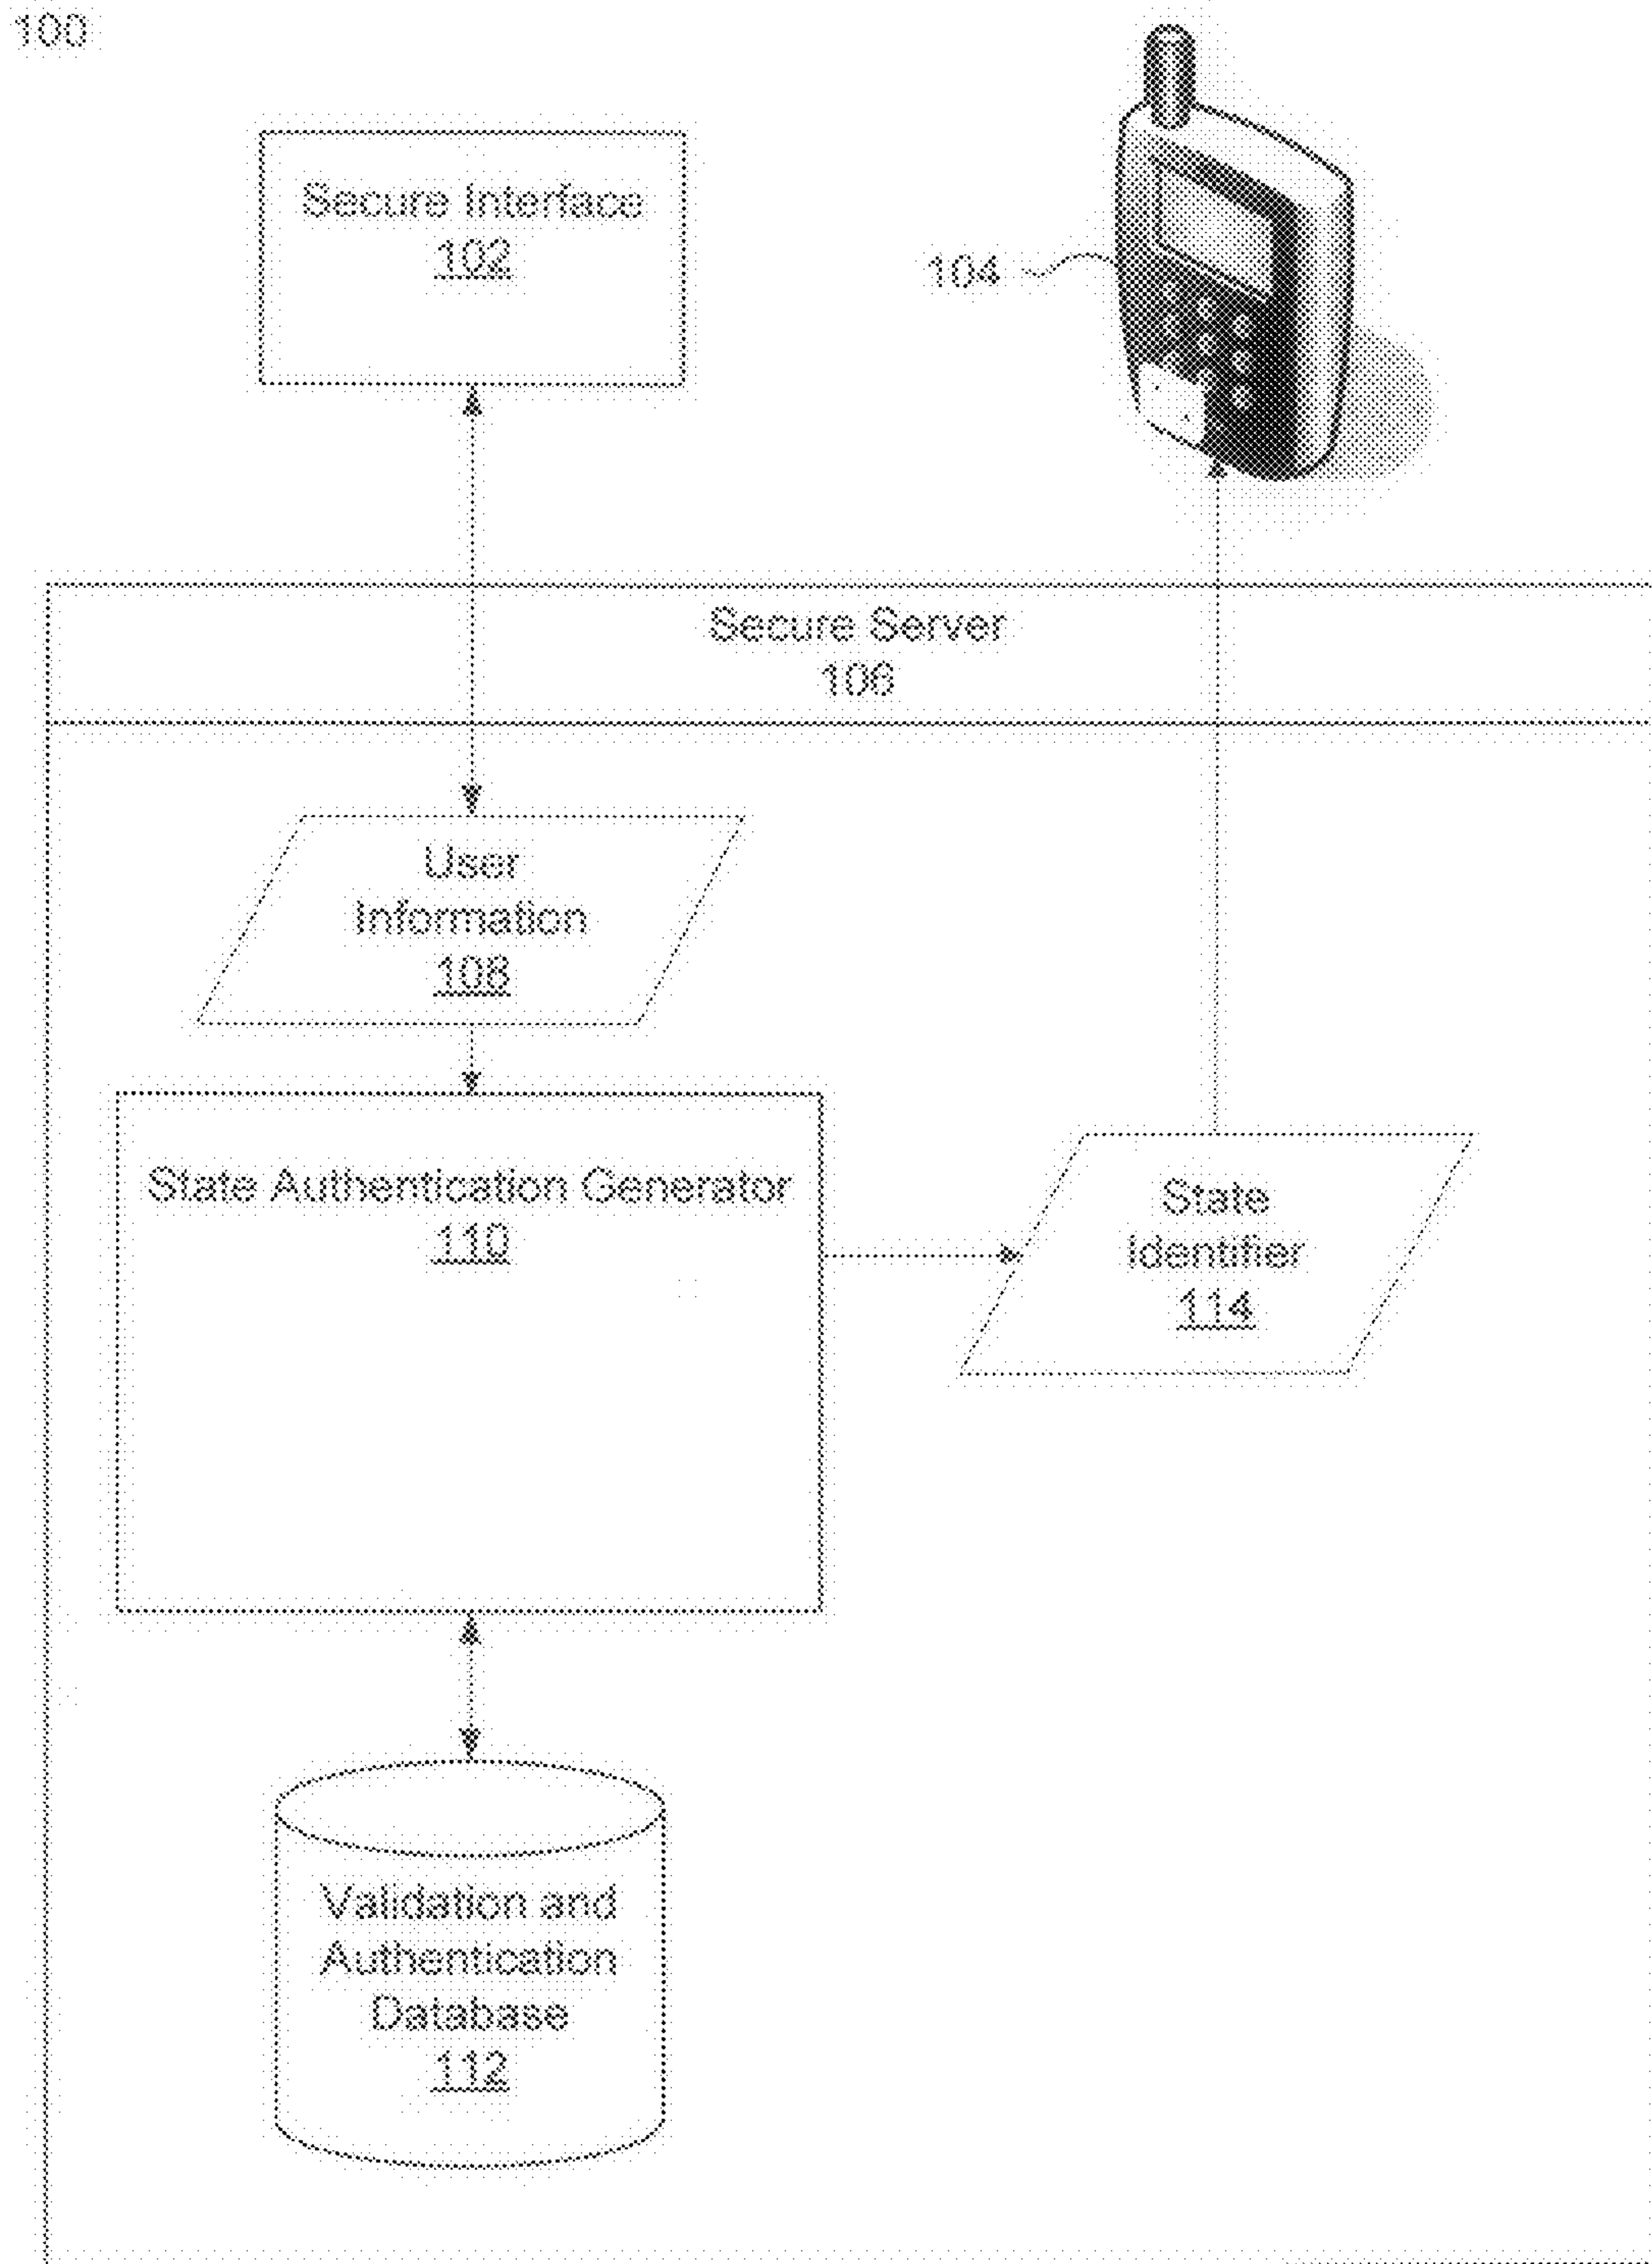 100
Secure Interface
102
104
Secure Server
106
User
Information
108
State Authentication Generator
110
State
Identifier
114
Validation and
Authentication
Database
112